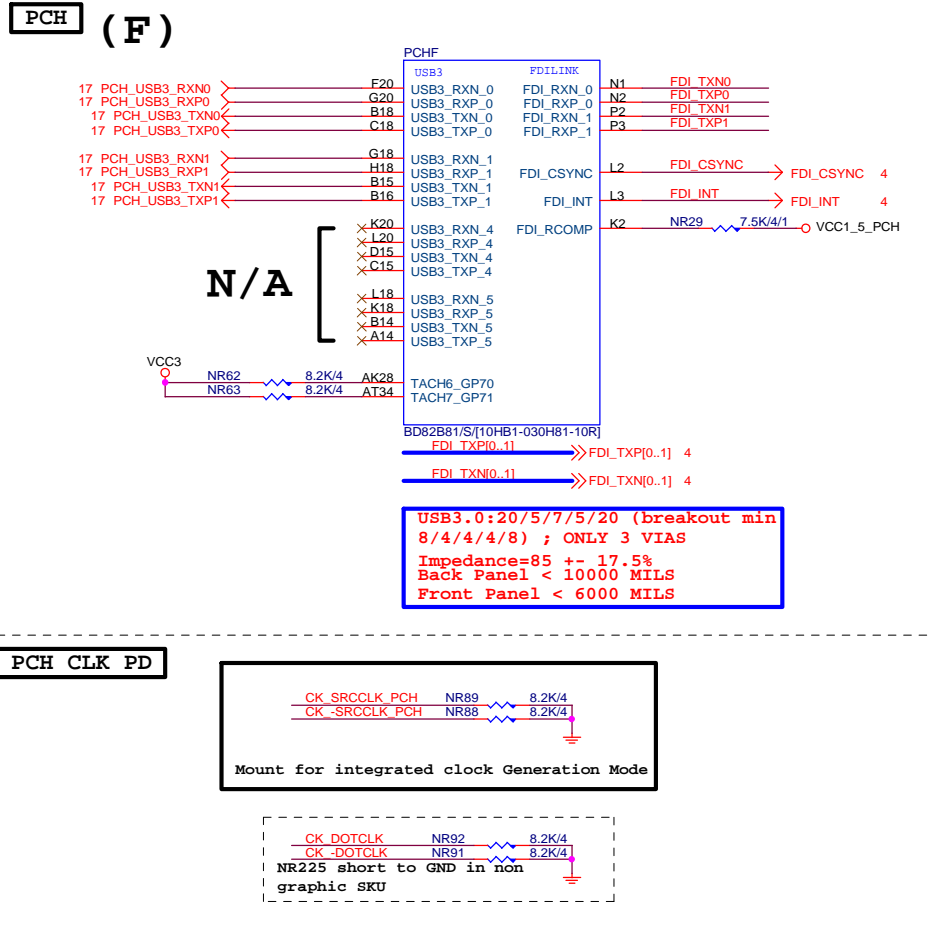 PCH
(F)
PCHF
USB3 FDILINK
17 PCH_USB3_RXN0 F20 USB3_RXN_0 FDI_RXN_0 N1 FDI_TXN0
17 PCH_USB3_RXP0 G20 USB3_RXP_0 FDI_RXP_0 N2 FDI_TXP0
17 PCH_USB3_TXN0 B18 USB3_TXN_0 FDI_RXN_1 P2 FDI_TXN1
17 PCH_USB3_TXP0 C18 USB3_TXP_0 FDI_RXP_1 P3 FDI_TXP1
17 PCH_USB3_RXN1 G18 USB3_RXN_1
17 PCH_USB3_RXP1 H18 USB3_RXP_1 FDI_CSYNC L2 FDI_CSYNC FDI_CSYNC 4
17 PCH_USB3_TXN1 B15 USB3_TXN_1
17 PCH_USB3_TXP1 B16 USB3_TXP_1 FDI_INT L3 FDI_INT FDI_INT 4
K20 USB3_RXN_4 FDI_RCOMP K2 NR29 7.5K/4/1 VCC1_5_PCH
L20 USB3_RXP_4
D15 USB3_TXN_4
C15 USB3_TXP_4
N/A
L18 USB3_RXN_5
K18 USB3_RXP_5
B14 USB3_TXN_5
A14 USB3_TXP_5
VCC3
NR62 8.2K/4 AK28 TACH6_GP70
NR63 8.2K/4 AT34 TACH7_GP71
BD82B81/S/[10HB1-030H81-10R]
FDI_TXP[0..1] FDI_TXP[0..1] 4
FDI_TXN[0..1] FDI_TXN[0..1] 4
USB3.0:20/5/7/5/20 (breakout min
8/4/4/4/8) ; ONLY 3 VIAS
Impedance=85 +- 17.5%
Back Panel < 10000 MILS
Front Panel < 6000 MILS
PCH CLK PD
CK_SRCCLK_PCH NR89 8.2K/4
CK_-SRCCLK_PCH NR88 8.2K/4
Mount for integrated clock Generation Mode
CK_DOTCLK NR92 8.2K/4
CK_-DOTCLK NR91 8.2K/4
NR225 short to GND in non
graphic SKU